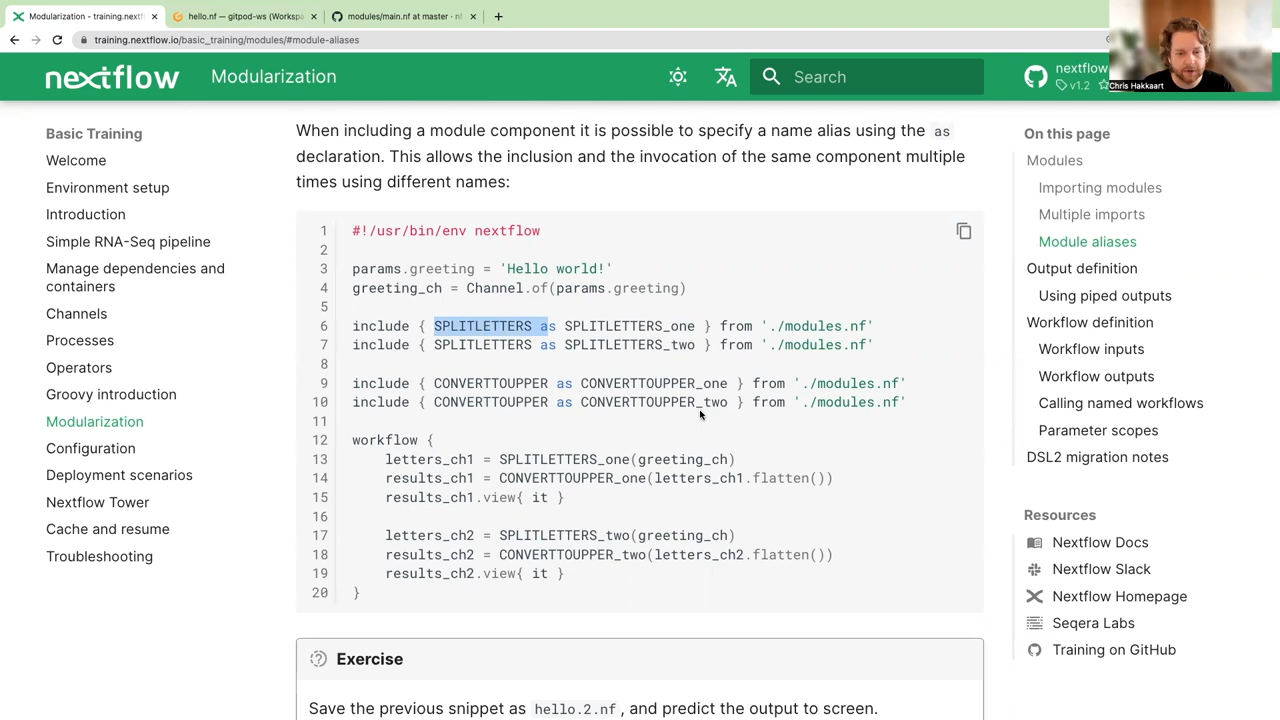 Modularization - training.nextfl
hello.nf — gitpod-ws (Workspa
modules/main.nf at master · nf
training.nextflow.io/basic_training/modules/#module-aliases
Chris Hakkaart
nextflow
Modularization
Search
nextflow
v1.2
Basic Training
Welcome
Environment setup
Introduction
Simple RNA-Seq pipeline
Manage dependencies and
containers
Channels
Processes
Operators
Groovy introduction
Modularization
Configuration
Deployment scenarios
Nextflow Tower
Cache and resume
Troubleshooting
When including a module component it is possible to specify a name alias using the as
declaration. This allows the inclusion and the invocation of the same component multiple
times using different names:
1 #!/usr/bin/env nextflow
2
3 params.greeting = 'Hello world!'
4 greeting_ch = Channel.of(params.greeting)
5
6 include { SPLITLETTERS as SPLITLETTERS_one } from './modules.nf'
7 include { SPLITLETTERS as SPLITLETTERS_two } from './modules.nf'
8
9 include { CONVERTTOUPPER as CONVERTTOUPPER_one } from './modules.nf'
10 include { CONVERTTOUPPER as CONVERTTOUPPER_two } from './modules.nf'
11
12 workflow {
13 letters_ch1 = SPLITLETTERS_one(greeting_ch)
14 results_ch1 = CONVERTTOUPPER_one(letters_ch1.flatten())
15 results_ch1.view{ it }
16
17 letters_ch2 = SPLITLETTERS_two(greeting_ch)
18 results_ch2 = CONVERTTOUPPER_two(letters_ch2.flatten())
19 results_ch2.view{ it }
20 }
Exercise
Save the previous snippet as hello.2.nf, and predict the output to screen.
On this page
Modules
Importing modules
Multiple imports
Module aliases
Output definition
Using piped outputs
Workflow definition
Workflow inputs
Workflow outputs
Calling named workflows
Parameter scopes
DSL2 migration notes
Resources
Nextflow Docs
Nextflow Slack
Nextflow Homepage
Seqera Labs
Training on GitHub